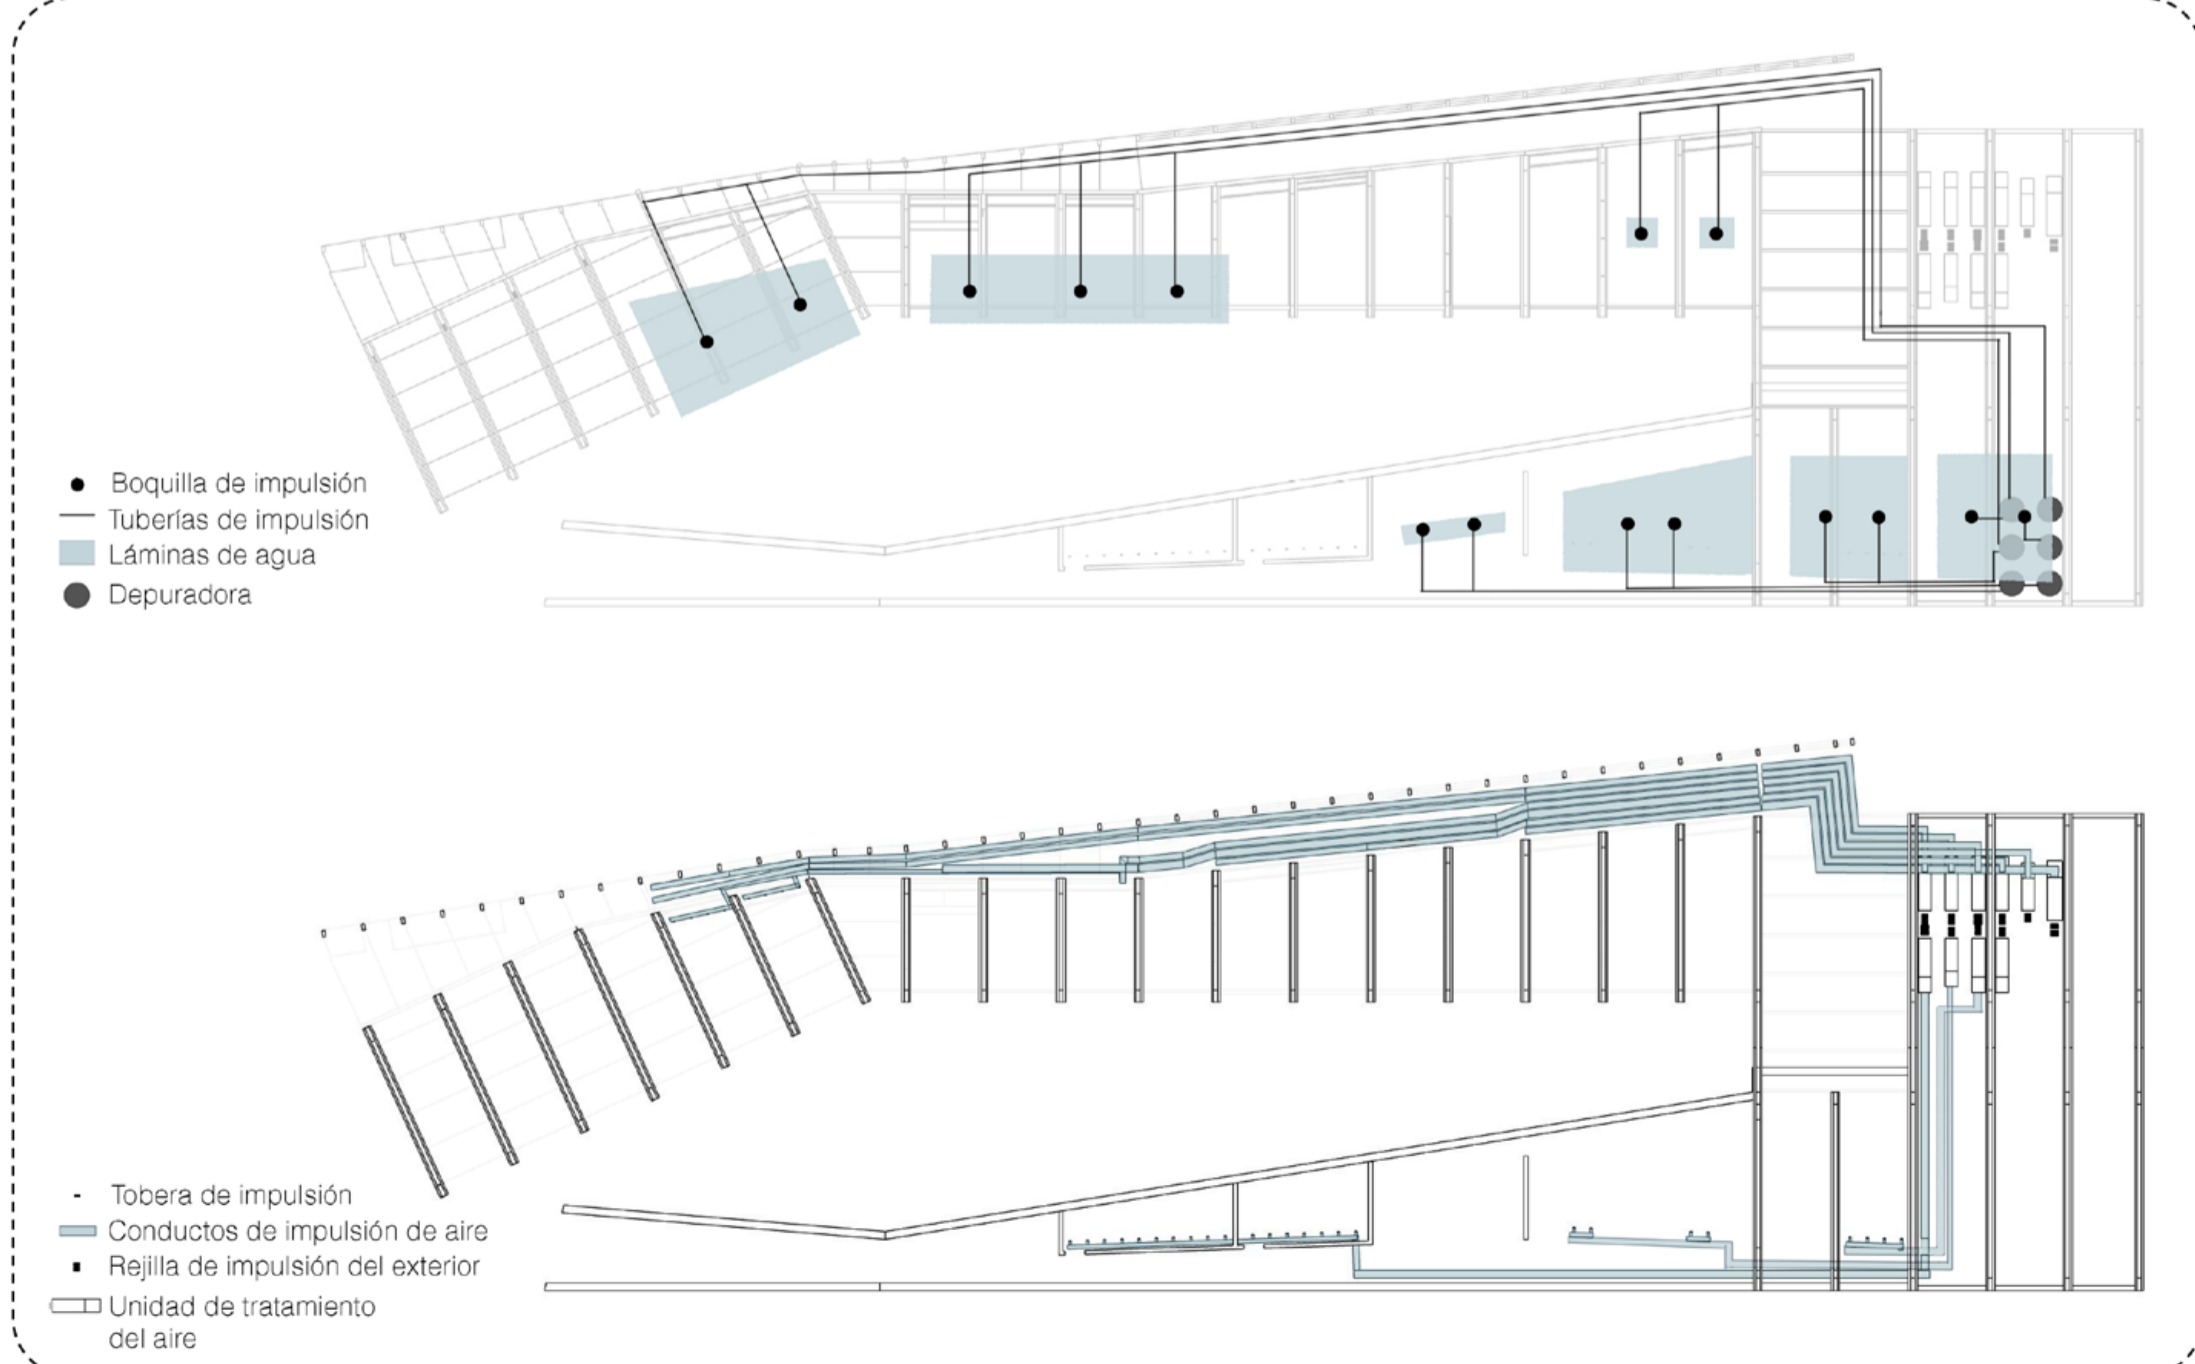 Boquilla de impulsión
Tuberías de impulsión
Láminas de agua
Depuradora
Tobera de impulsión
Conductos de impulsión de aire
Rejilla de impulsión del exterior
Unidad de tratamiento
del aire